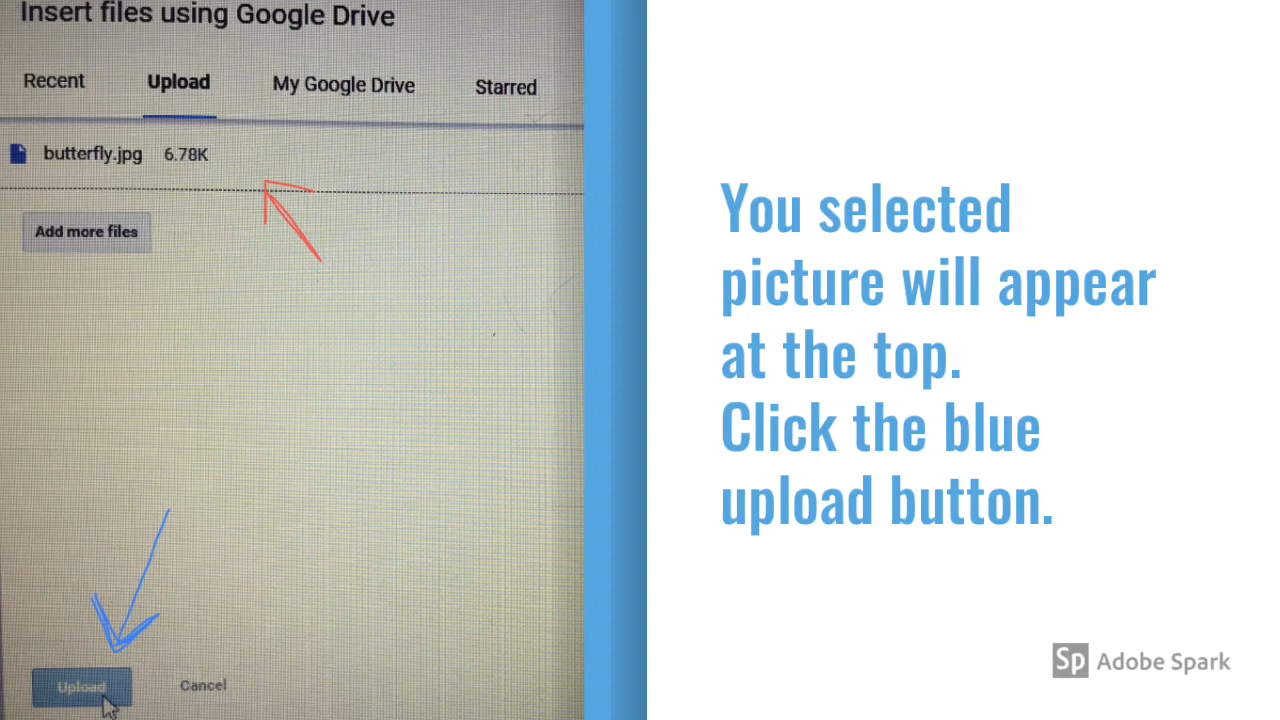 Insert files using Google Drive
Recent Upload My Google Drive Starred
butterfly.jpg 6.78K
Add more files
Upload Cancel
You selected
picture will appear
at the top.
Click the blue
upload button.
Sp Adobe Spark